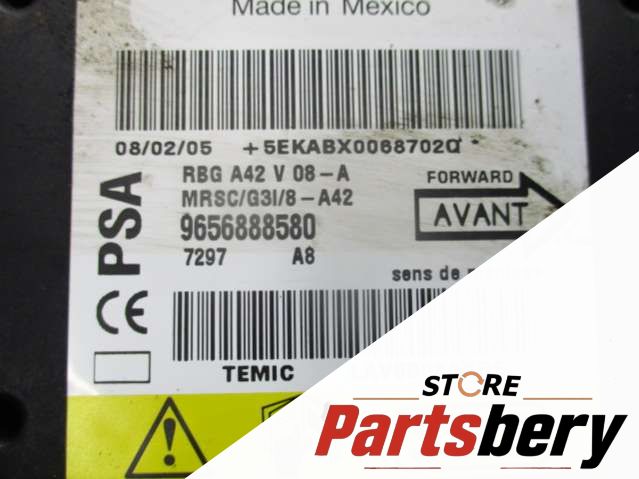 Made in Mexico
08/02/05 +5EKABX0068702Q*
RBG A42 V 08-A
MRSC/G3I/8-A42
9656888580
7297 A8
PSA
CE
FORWARD
AVANT
sens de
TEMIC
STORE
Partsbery